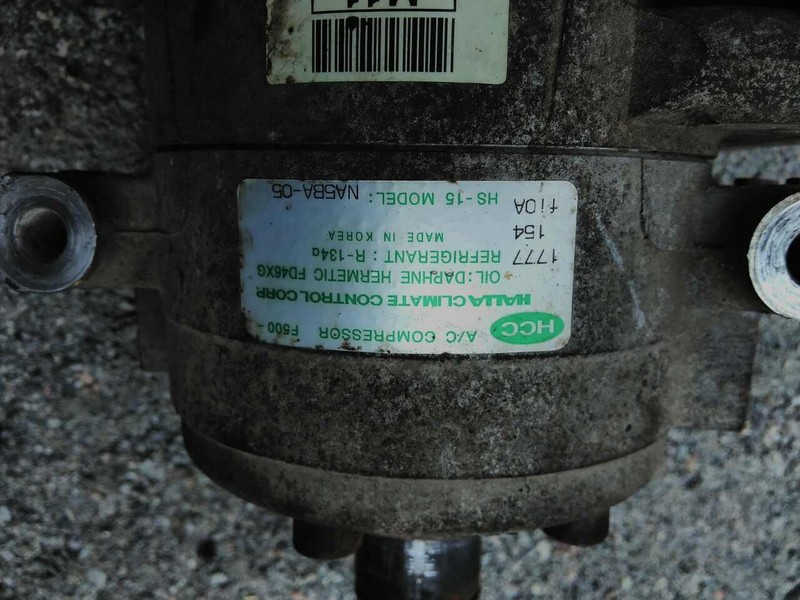 HCC A/C COMPRESSOR F500-
HALLA CLIMATE CONTROL CORP.
OIL:DAPHNE HERMETIC FD46XG
1777 REFRIGERANT : R-134a
154 MADE IN KOREA
fi0A
HS-15 MODEL : NA5BA-05